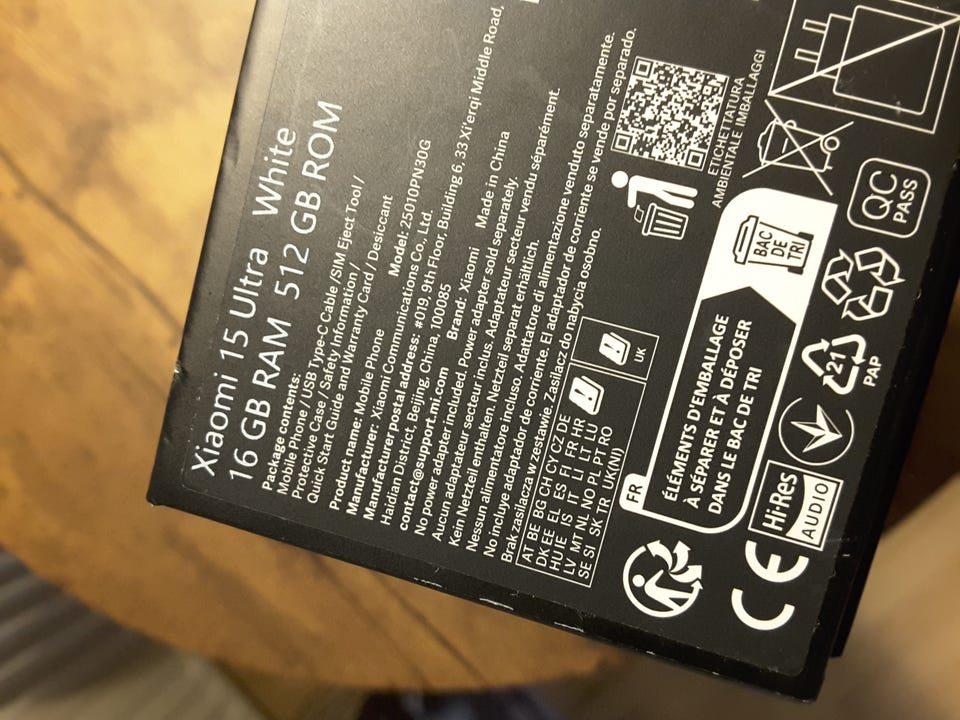 Xiaomi 15 Ultra White
16 GB RAM 512 GB ROM
Package contents:
Mobile Phone / USB Type-C Cable /SIM Eject Tool /
Protective Case / Safety Information /
Quick Start Guide and Warranty Card / Desiccant
Product name: Mobile Phone Model: 25010PN30G
Manufacturer: Xiaomi Communications Co., Ltd.
Manufacturer postal address: #019, 9th Floor, Building 6, 33 Xi'erqi Middle Road,
Haidian District, Beijing, China, 100085
contact@support.mi.com Brand: Xiaomi Made in China
No power adapter included. Power adapter sold separately.
Aucun adaptateur secteur inclus. Adaptateur secteur vendu séparément.
Kein Netzteil enthalten. Netzteil separat erhältlich.
Nessun alimentatore incluso. Adattatore di alimentazione venduto separatamente.
No incluye adaptador de corriente. El adaptador de corriente se vende por separado.
Brak zasilacza w zestawie. Zasilacz do nabycia osobono.
AT BE BG CH CY CZ DE
DK EE EL ES FI FR HR
HU IE IS IT LI LT LU
LV MT NL NO PL PT RO
SE SI SK TR UK(NI)
UK
ETICHETTATURA
AMBIENTALE IMBALLAGGI
FR
ÉLÉMENTS D'EMBALLAGE
À SÉPARER ET À DÉPOSER
DANS LE BAC DE TRI
BAC
DE
TRI
QC
PASS
21
PAP
Hi-Res
AUDIO
CE